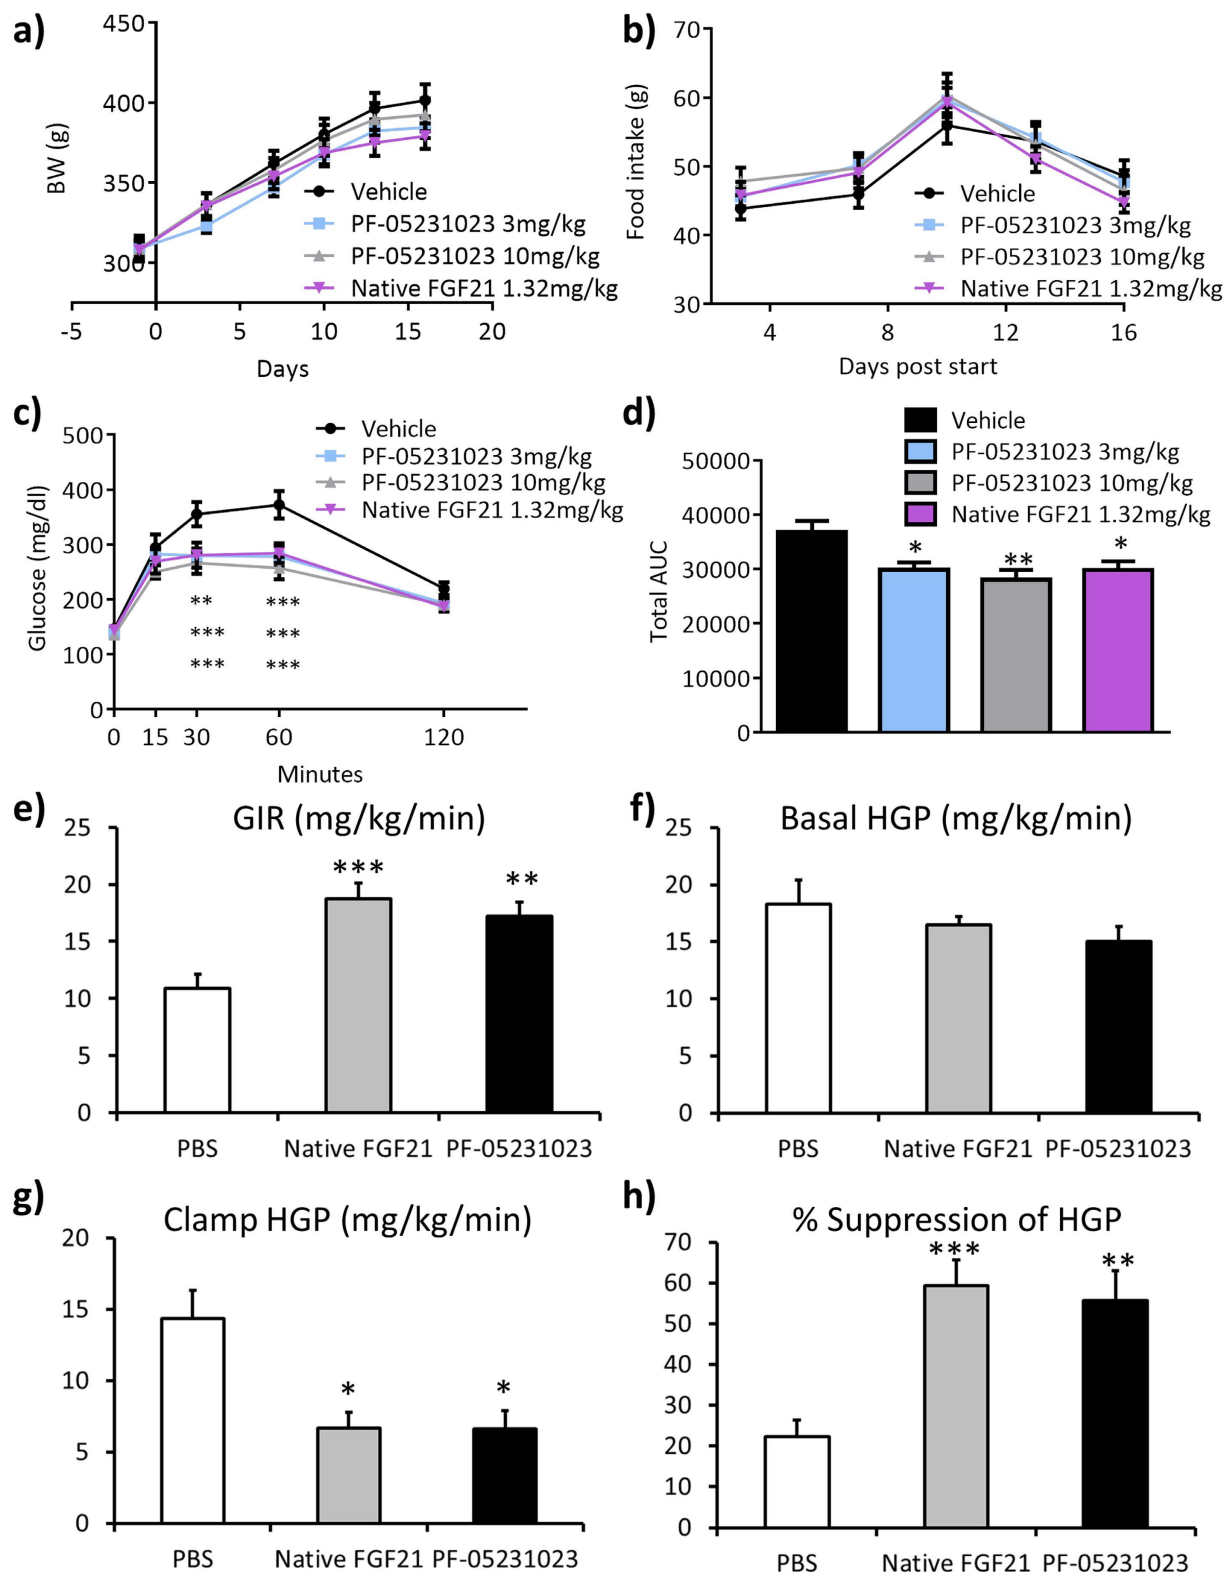 a)
450
400
350
300
BW (g)
Vehicle
PF-05231023 3mg/kg
PF-05231023 10mg/kg
Native FGF21 1.32mg/kg
-5 0 5 10 15 20
Days
b)
70
60
50
40
30
Food intake (g)
Vehicle
PF-05231023 3mg/kg
PF-05231023 10mg/kg
Native FGF21 1.32mg/kg
4 8 12 16
Days post start
c)
Vehicle
PF-05231023 3mg/kg
PF-05231023 10mg/kg
Native FGF21 1.32mg/kg
500
400
300
200
100
0
Glucose (mg/dl)
** ***
*** ***
*** ***
0 15 30 60 120
Minutes
d)
Vehicle
PF-05231023 3mg/kg
PF-05231023 10mg/kg
Native FGF21 1.32mg/kg
50000
40000
30000
20000
10000
0
Total AUC
* ** *
e)
GIR (mg/kg/min)
25
20
15
10
5
0
*** **
PBS Native FGF21 PF-05231023
f)
Basal HGP (mg/kg/min)
25
20
15
10
5
0
PBS Native FGF21 PF-05231023
g)
Clamp HGP (mg/kg/min)
20
15
10
5
0
* *
PBS Native FGF21 PF-05231023
h)
% Suppression of HGP
70
60
50
40
30
20
10
0
*** **
PBS Native FGF21 PF-05231023